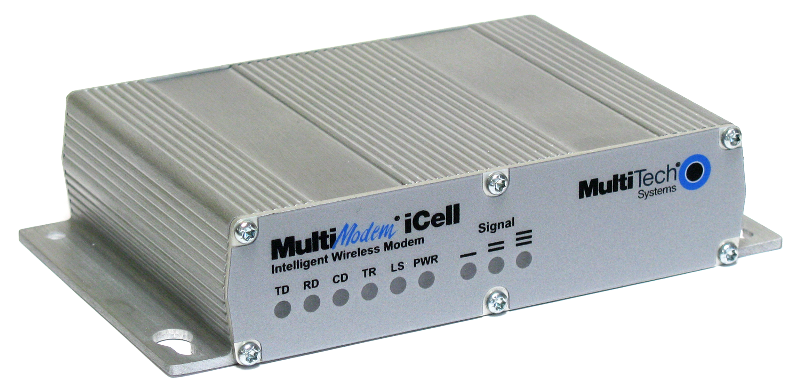 MultiModem iCell
Intelligent Wireless Modem
TD RD CD TR LS PWR
Signal
MultiTech
Systems